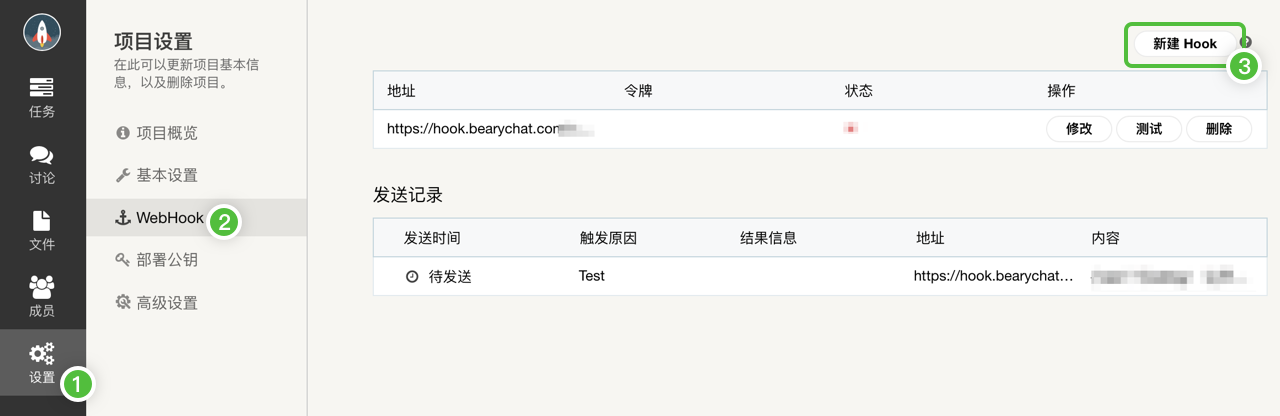 任务
讨论
文件
成员
设置
1
项目设置
在此可以更新项目基本信
息，以及删除项目。
项目概览
基本设置
WebHook
2
部署公钥
高级设置
新建 Hook
3
地址 令牌 状态 操作
https://hook.bearychat.com 修改 测试 删除
发送记录
发送时间 触发原因 结果信息 地址 内容
待发送 Test https://hook.bearychat…